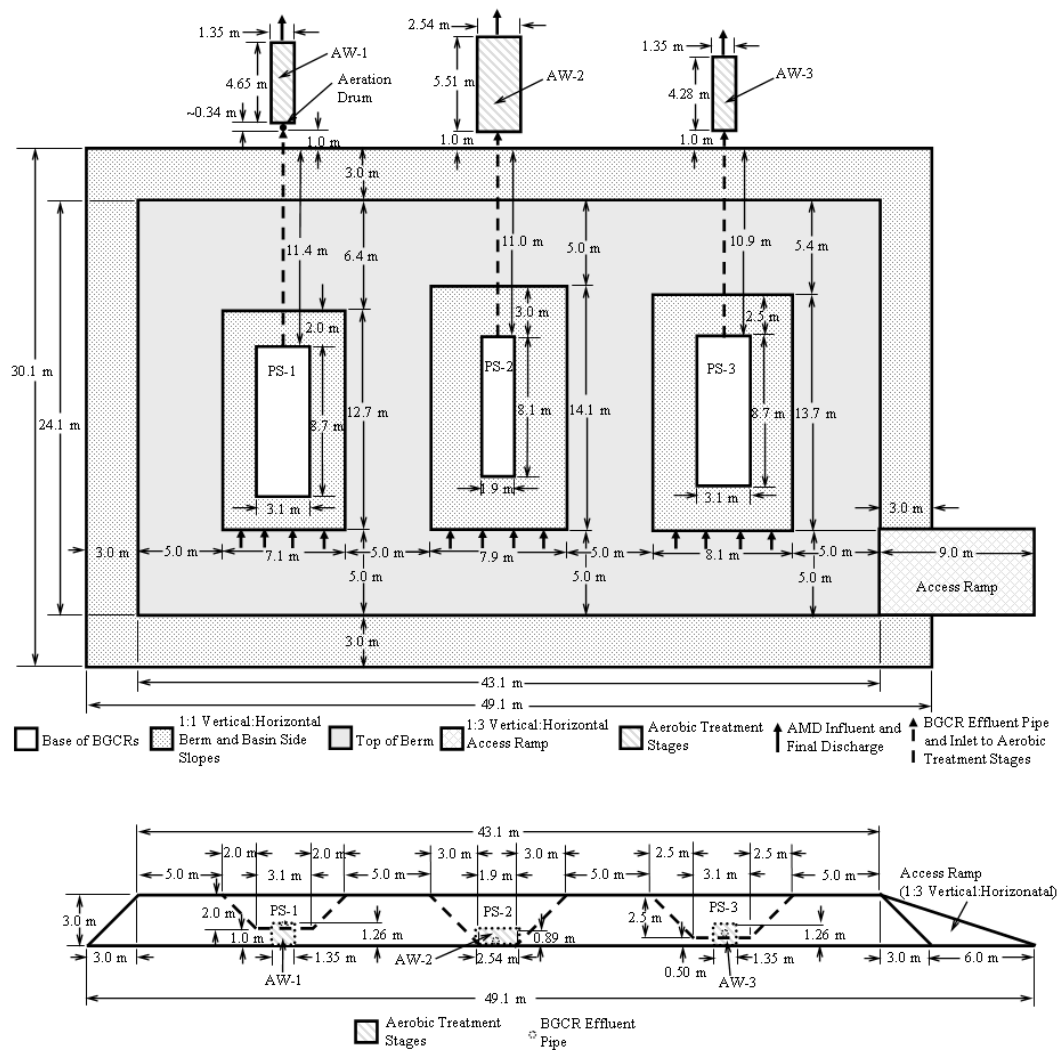 1.35 m
2.54 m
1.35 m
AW-1
AW-2
AW-3
4.65 m
5.51 m
4.28 m
Aeration
Drum
~0.34 m
1.0 m
1.0 m
1.0 m
3.0 m
11.4 m
6.4 m
11.0 m
5.0 m
10.9 m
5.4 m
2.0 m
3.0 m
2.5 m
30.1 m
24.1 m
PS-1
PS-2
PS-3
8.7 m
12.7 m
8.1 m
14.1 m
8.7 m
13.7 m
3.1 m
1.9 m
3.1 m
3.0 m
3.0 m
5.0 m
7.1 m
5.0 m
7.9 m
5.0 m
8.1 m
5.0 m
9.0 m
5.0 m
5.0 m
5.0 m
Access Ramp
3.0 m
43.1 m
49.1 m
Base of BGCRs
1:1 Vertical:Horizontal
Berm and Basin Side
Slopes
Top of Berm
1:3 Vertical:Horizontal
Access Ramp
Aerobic Treatment
Stages
AMD Influent and
Final Discharge
BGCR Effluent Pipe
and Inlet to Aerobic
Treatment Stages
43.1 m
5.0 m
2.0 m
3.1 m
2.0 m
5.0 m
3.0 m
1.9 m
3.0 m
5.0 m
2.5 m
3.1 m
2.5 m
5.0 m
Access Ramp
(1:3 Vertical:Horizonatal)
3.0 m
2.0 m
PS-1
1.0 m
1.26 m
PS-2
0.89 m
2.5 m
PS-3
1.26 m
3.0 m
1.35 m
AW-1
AW-2
2.54 m
0.50 m
1.35 m
AW-3
3.0 m
6.0 m
49.1 m
Aerobic Treatment
Stages
BGCR Effluent
Pipe